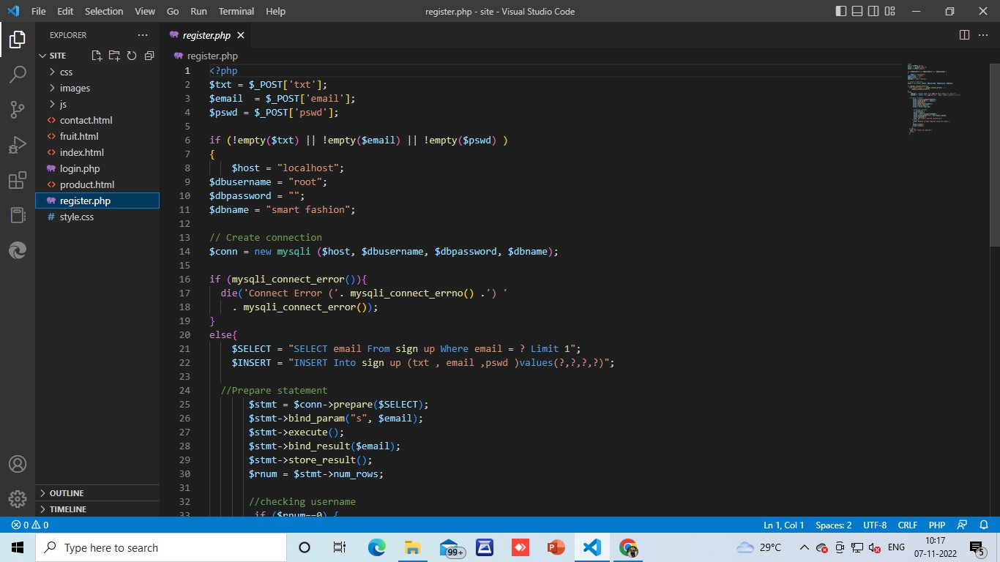 File Edit Selection View Go Run Terminal Help
register.php - site - Visual Studio Code
EXPLORER
SITE
css
images
js
contact.html
fruit.html
index.html
login.php
product.html
register.php
style.css
OUTLINE
TIMELINE
register.php
register.php
1 <?php
2 $txt = $_POST['txt'];
3 $email  = $_POST['email'];
4 $pswd = $_POST['pswd'];
5
6 if (!empty($txt) || !empty($email) || !empty($pswd) )
7 {
8     $host = "localhost";
9 $dbusername = "root";
10 $dbpassword = "";
11 $dbname = "smart fashion";
12
13 // Create connection
14 $conn = new mysqli ($host, $dbusername, $dbpassword, $dbname);
15
16 if (mysqli_connect_error()){
17   die('Connect Error ('. mysqli_connect_errno() .') '
18     . mysqli_connect_error());
19 }
20 else{
21     $SELECT = "SELECT email From sign up Where email = ? Limit 1";
22     $INSERT = "INSERT Into sign up (txt , email ,pswd )values(?,?,?,?)";
23
24   //Prepare statement
25        $stmt = $conn->prepare($SELECT);
26        $stmt->bind_param("s", $email);
27        $stmt->execute();
28        $stmt->bind_result($email);
29        $stmt->store_result();
30        $rnum = $stmt->num_rows;
31
32        //checking username
33         if ($rnum==0) {
0 0
Ln 1, Col 1 Spaces: 2 UTF-8 CRLF PHP
Type here to search
99+
29°C
ENG
10:17
07-11-2022
5